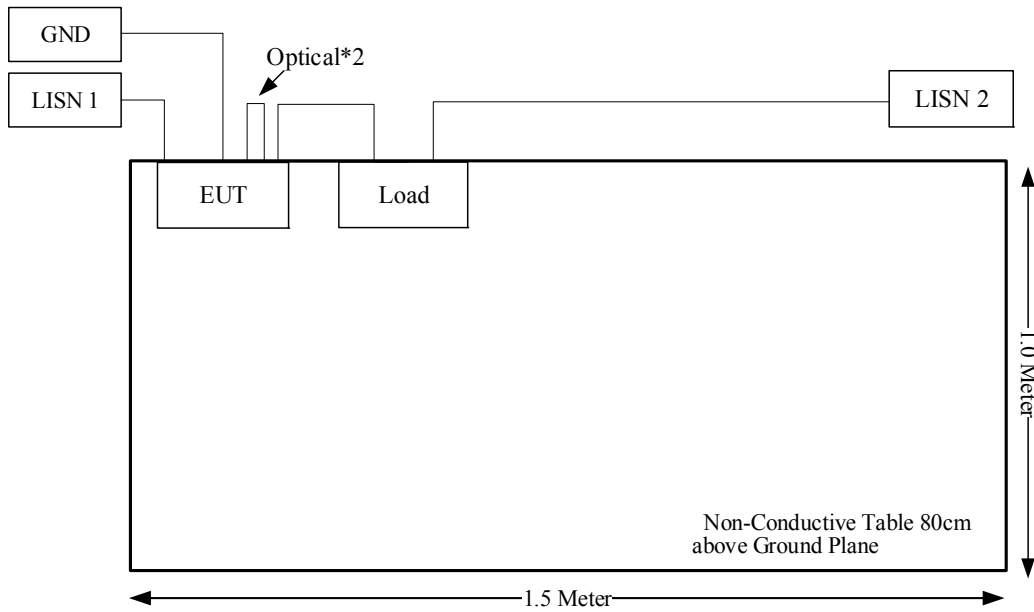 GND
Optical*2
LISN 1
LISN 2
EUT
Load
1.0 Meter
Non-Conductive Table 80cm
above Ground Plane
1.5 Meter